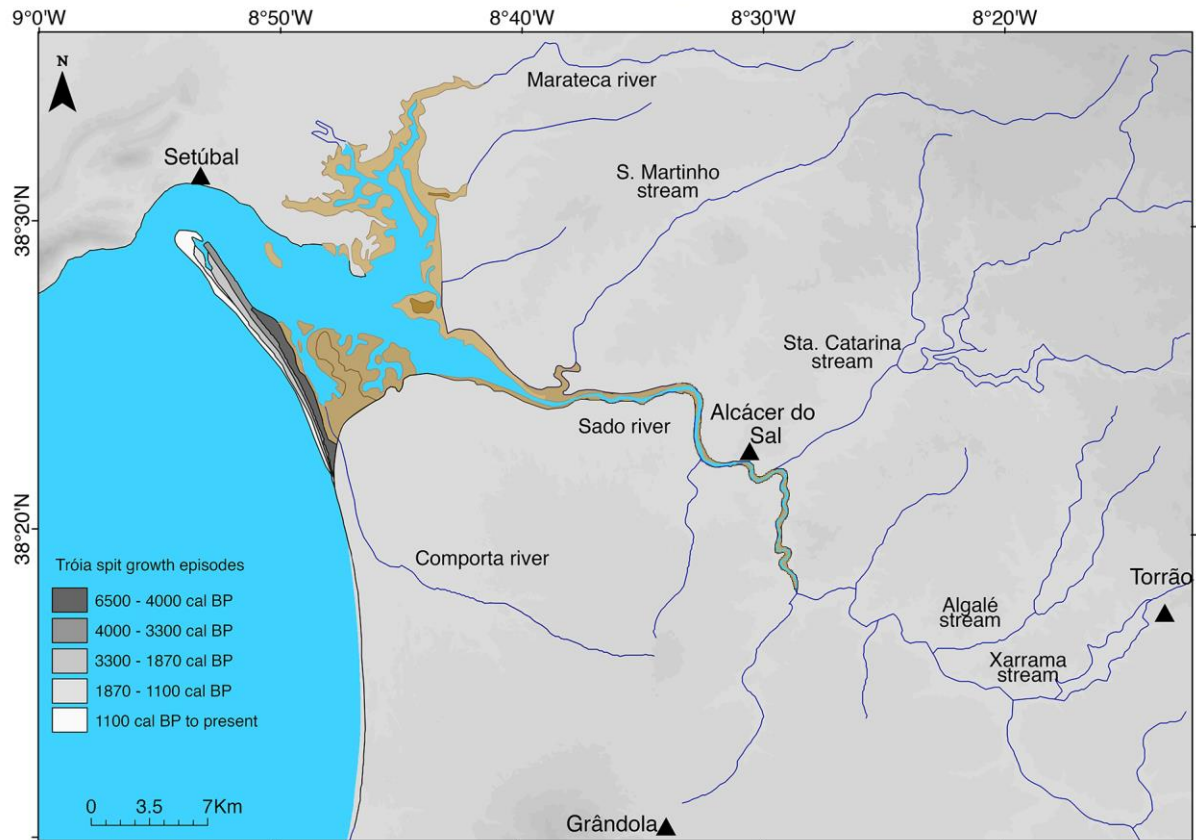 9°0'W
8°50'W
8°40'W
8°30'W
8°20'W
N
Marateca river
Setúbal
S. Martinho
stream
38°30'N
Sta. Catarina
stream
Alcácer do
Sal
Sado river
38°20'N
Comporta river
Tróia spit growth episodes
6500 - 4000 cal BP
4000 - 3300 cal BP
3300 - 1870 cal BP
1870 - 1100 cal BP
1100 cal BP to present
Torrão
Algalé
stream
Xarrama
stream
0 3.5 7Km
Grândola